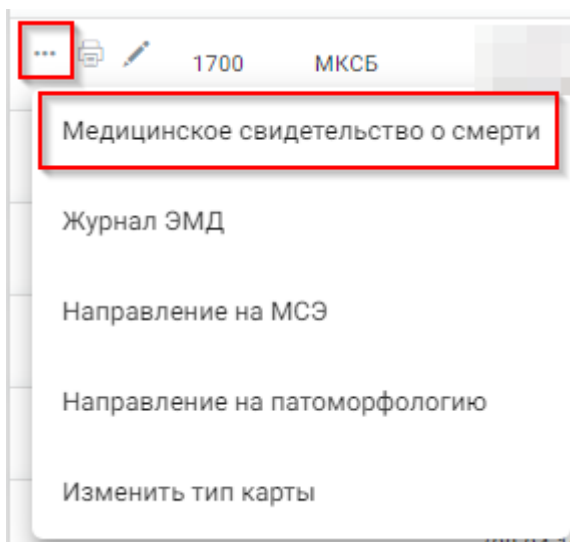 ... 1700 МКСБ
Медицинское свидетельство о смерти
Журнал ЭМД
Направление на МСЭ
Направление на патоморфологию
Изменить тип карты